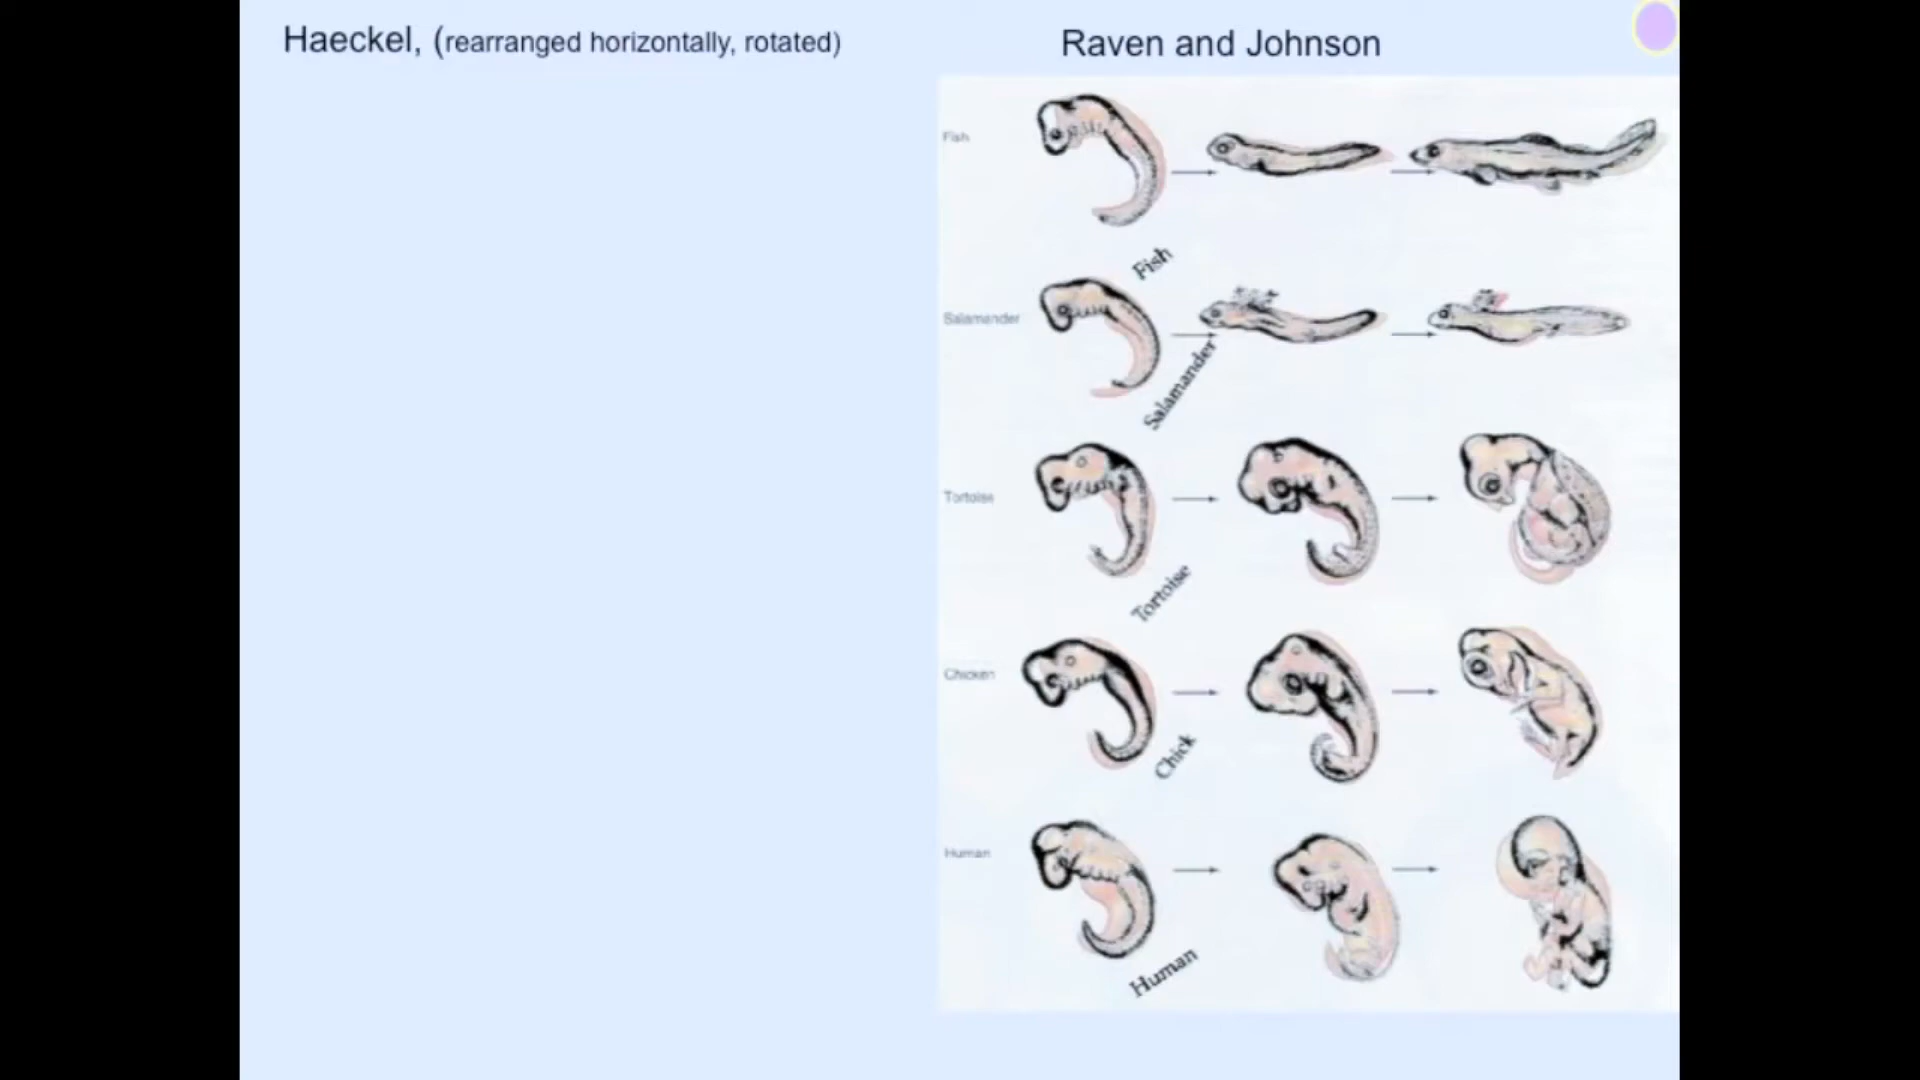 Haeckel, (rearranged horizontally, rotated)
Raven and Johnson
Fish
Fish
Salamander
Salamander
Tortoise
Tortoise
Chicken
Chick
Human
Human